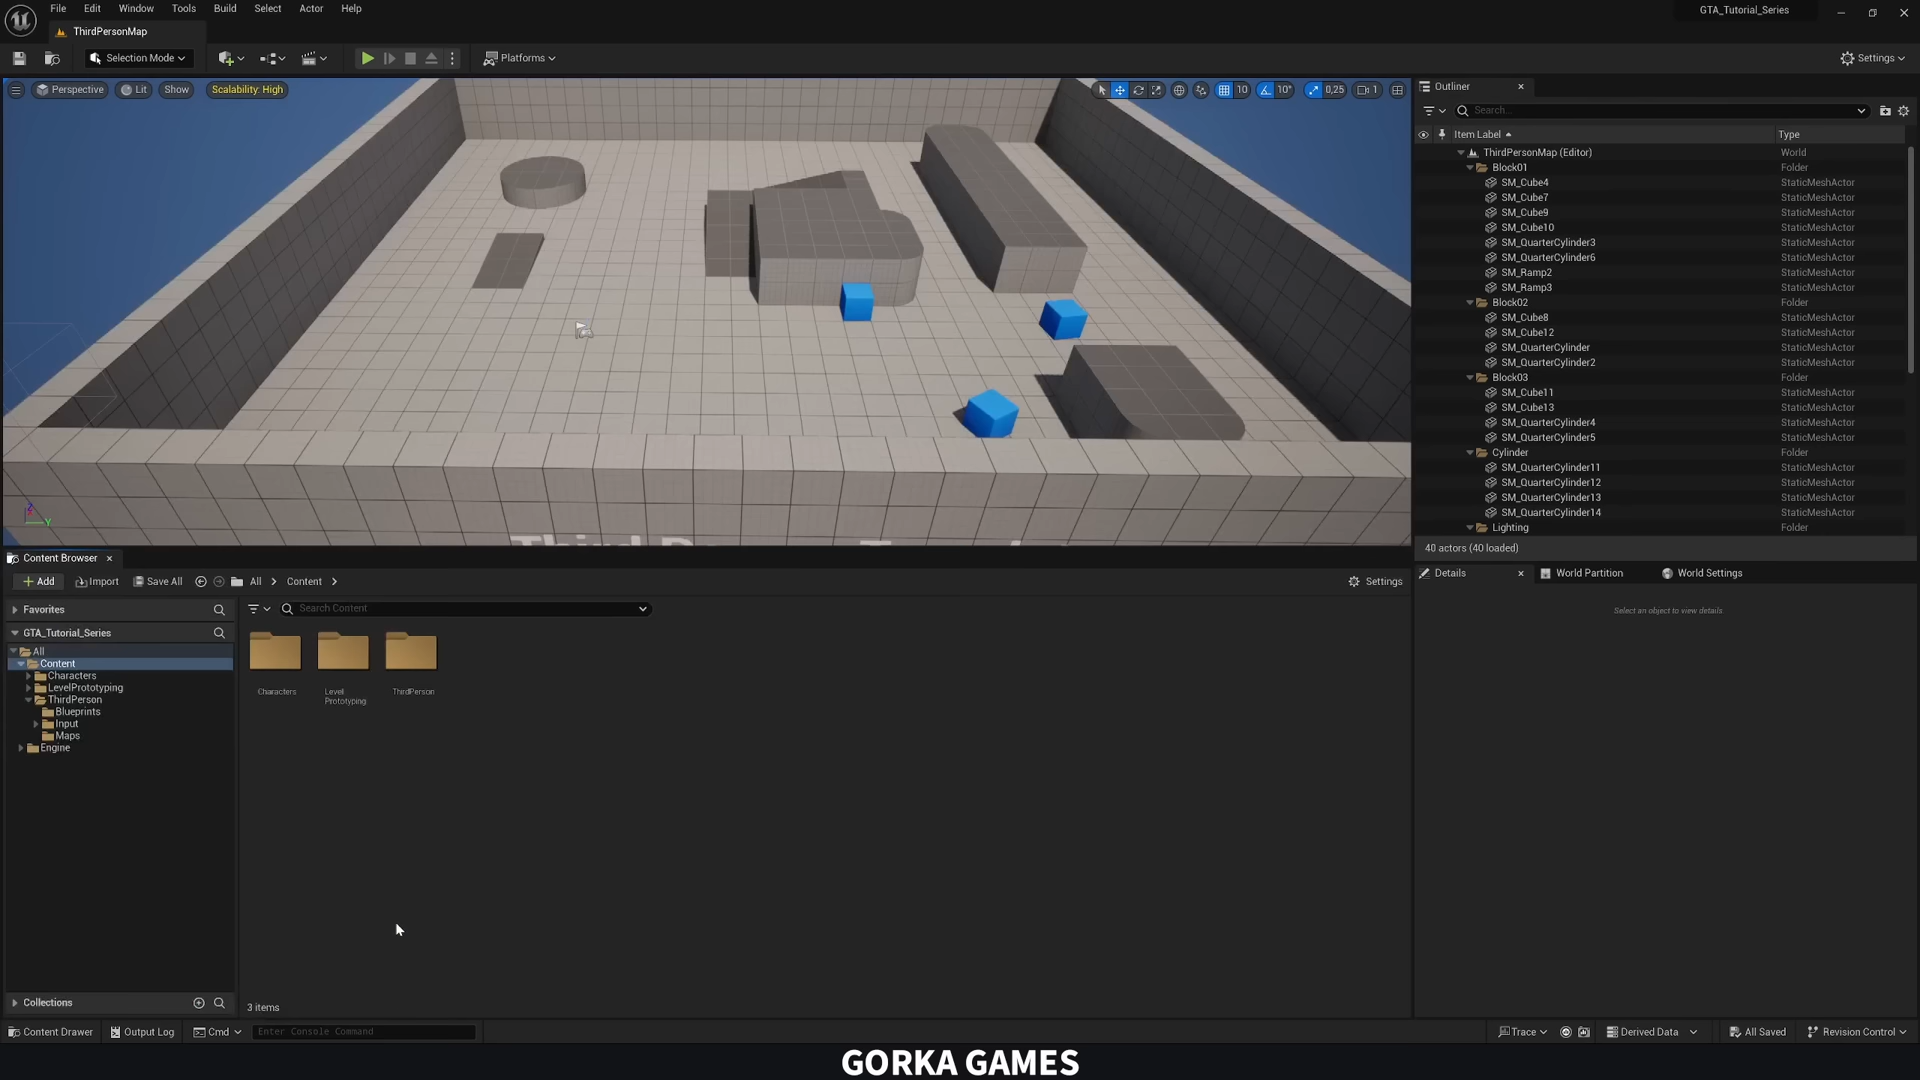 File Edit Window Tools Build Select Actor Help
GTA_Tutorial_Series
ThirdPersonMap
Selection Mode
Platforms
Settings
Perspective
Lit
Show
Scalability: High
10
10°
0,25
1
Outliner
Search...
Item Label
Type
ThirdPersonMap (Editor) World
Block01 Folder
SM_Cube4 StaticMeshActor
SM_Cube7 StaticMeshActor
SM_Cube9 StaticMeshActor
SM_Cube10 StaticMeshActor
SM_QuarterCylinder3 StaticMeshActor
SM_QuarterCylinder6 StaticMeshActor
SM_Ramp2 StaticMeshActor
SM_Ramp3 StaticMeshActor
Block02 Folder
SM_Cube8 StaticMeshActor
SM_Cube12 StaticMeshActor
SM_QuarterCylinder StaticMeshActor
SM_QuarterCylinder2 StaticMeshActor
Block03 Folder
SM_Cube11 StaticMeshActor
SM_Cube13 StaticMeshActor
SM_QuarterCylinder4 StaticMeshActor
SM_QuarterCylinder5 StaticMeshActor
Cylinder Folder
SM_QuarterCylinder11 StaticMeshActor
SM_QuarterCylinder12 StaticMeshActor
SM_QuarterCylinder13 StaticMeshActor
SM_QuarterCylinder14 StaticMeshActor
Lighting Folder
40 actors (40 loaded)
Details
World Partition
World Settings
Select an object to view details
Z
Y
Content Browser
Add
Import
Save All
All
Content
Settings
Favorites
GTA_Tutorial_Series
All
Content
Characters
LevelPrototyping
ThirdPerson
Blueprints
Input
Maps
Engine
Collections
Search Content
Characters
Level
Prototyping
ThirdPerson
3 items
Content Drawer
Output Log
Cmd
Enter Console Command
Trace
Derived Data
All Saved
Revision Control
GORKA GAMES